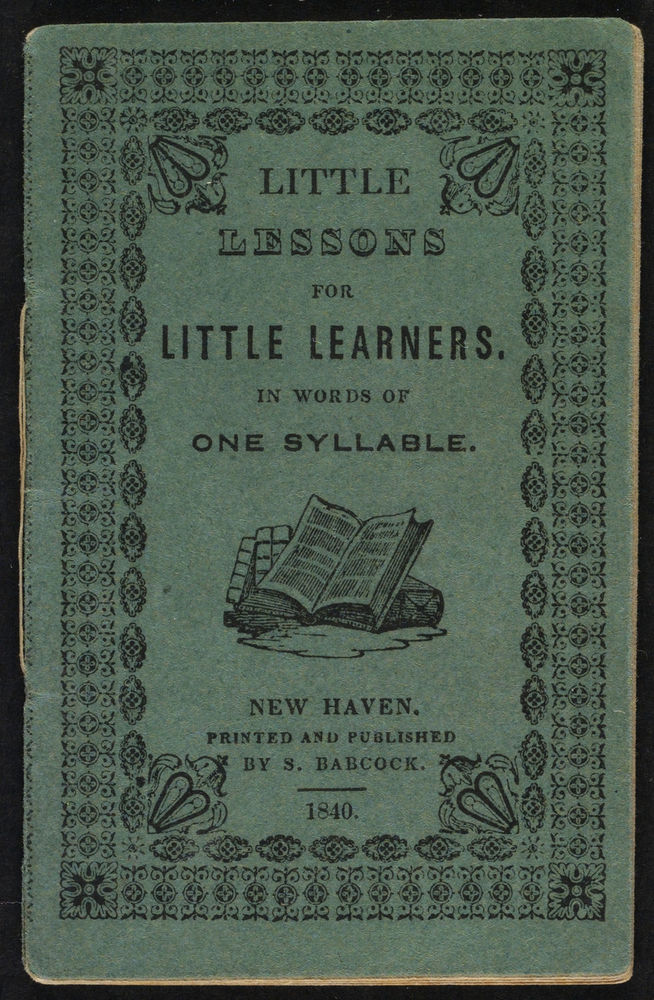 LITTLE
LESSONS
FOR
LITTLE LEARNERS.
IN WORDS OF
ONE SYLLABLE.
NEW HAVEN.
PRINTED AND PUBLISHED
BY S. BABCOCK.
1840.